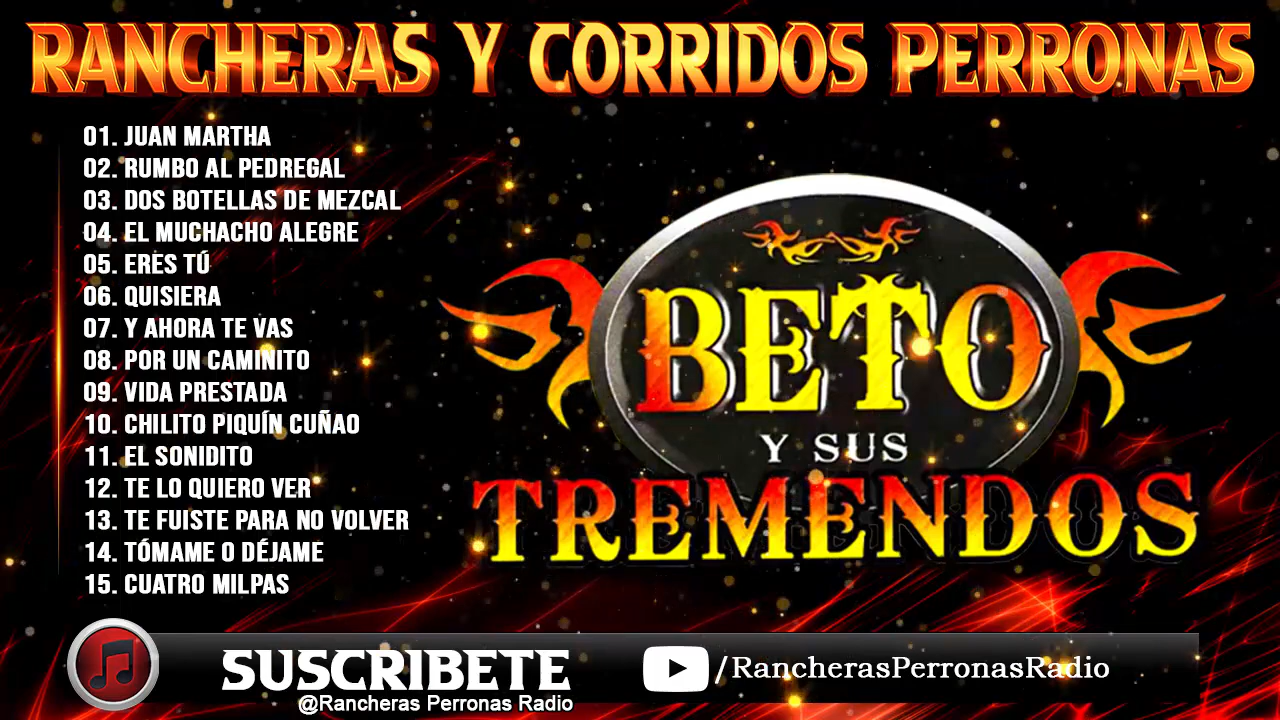 RANCHERAS Y CORRIDOS PERRONAS
01. JUAN MARTHA
02. RUMBO AL PEDREGAL
03. DOS BOTELLAS DE MEZCAL
04. EL MUCHACHO ALEGRE
05. ERES TÚ
06. QUISIERA
07. Y AHORA TE VAS
08. POR UN CAMINITO
09. VIDA PRESTADA
10. CHILITO PIQUÍN CUÑAO
11. EL SONIDITO
12. TE LO QUIERO VER
13. TE FUISTE PARA NO VOLVER
14. TÓMAME O DÉJAME
15. CUATRO MILPAS
BETO
Y SUS
TREMENDOS
SUSCRIBETE
@Rancheras Perronas Radio
/RancherasPerronasRadio